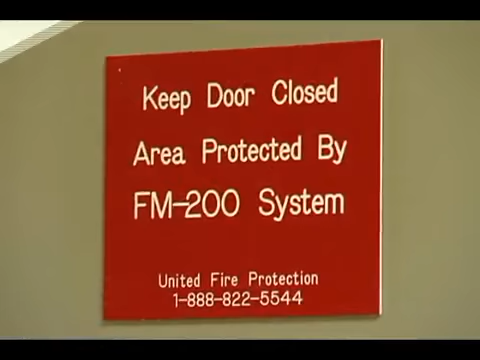 Keep Door Closed
Area Protected By
FM-200 System
United Fire Protection
1-888-822-5544